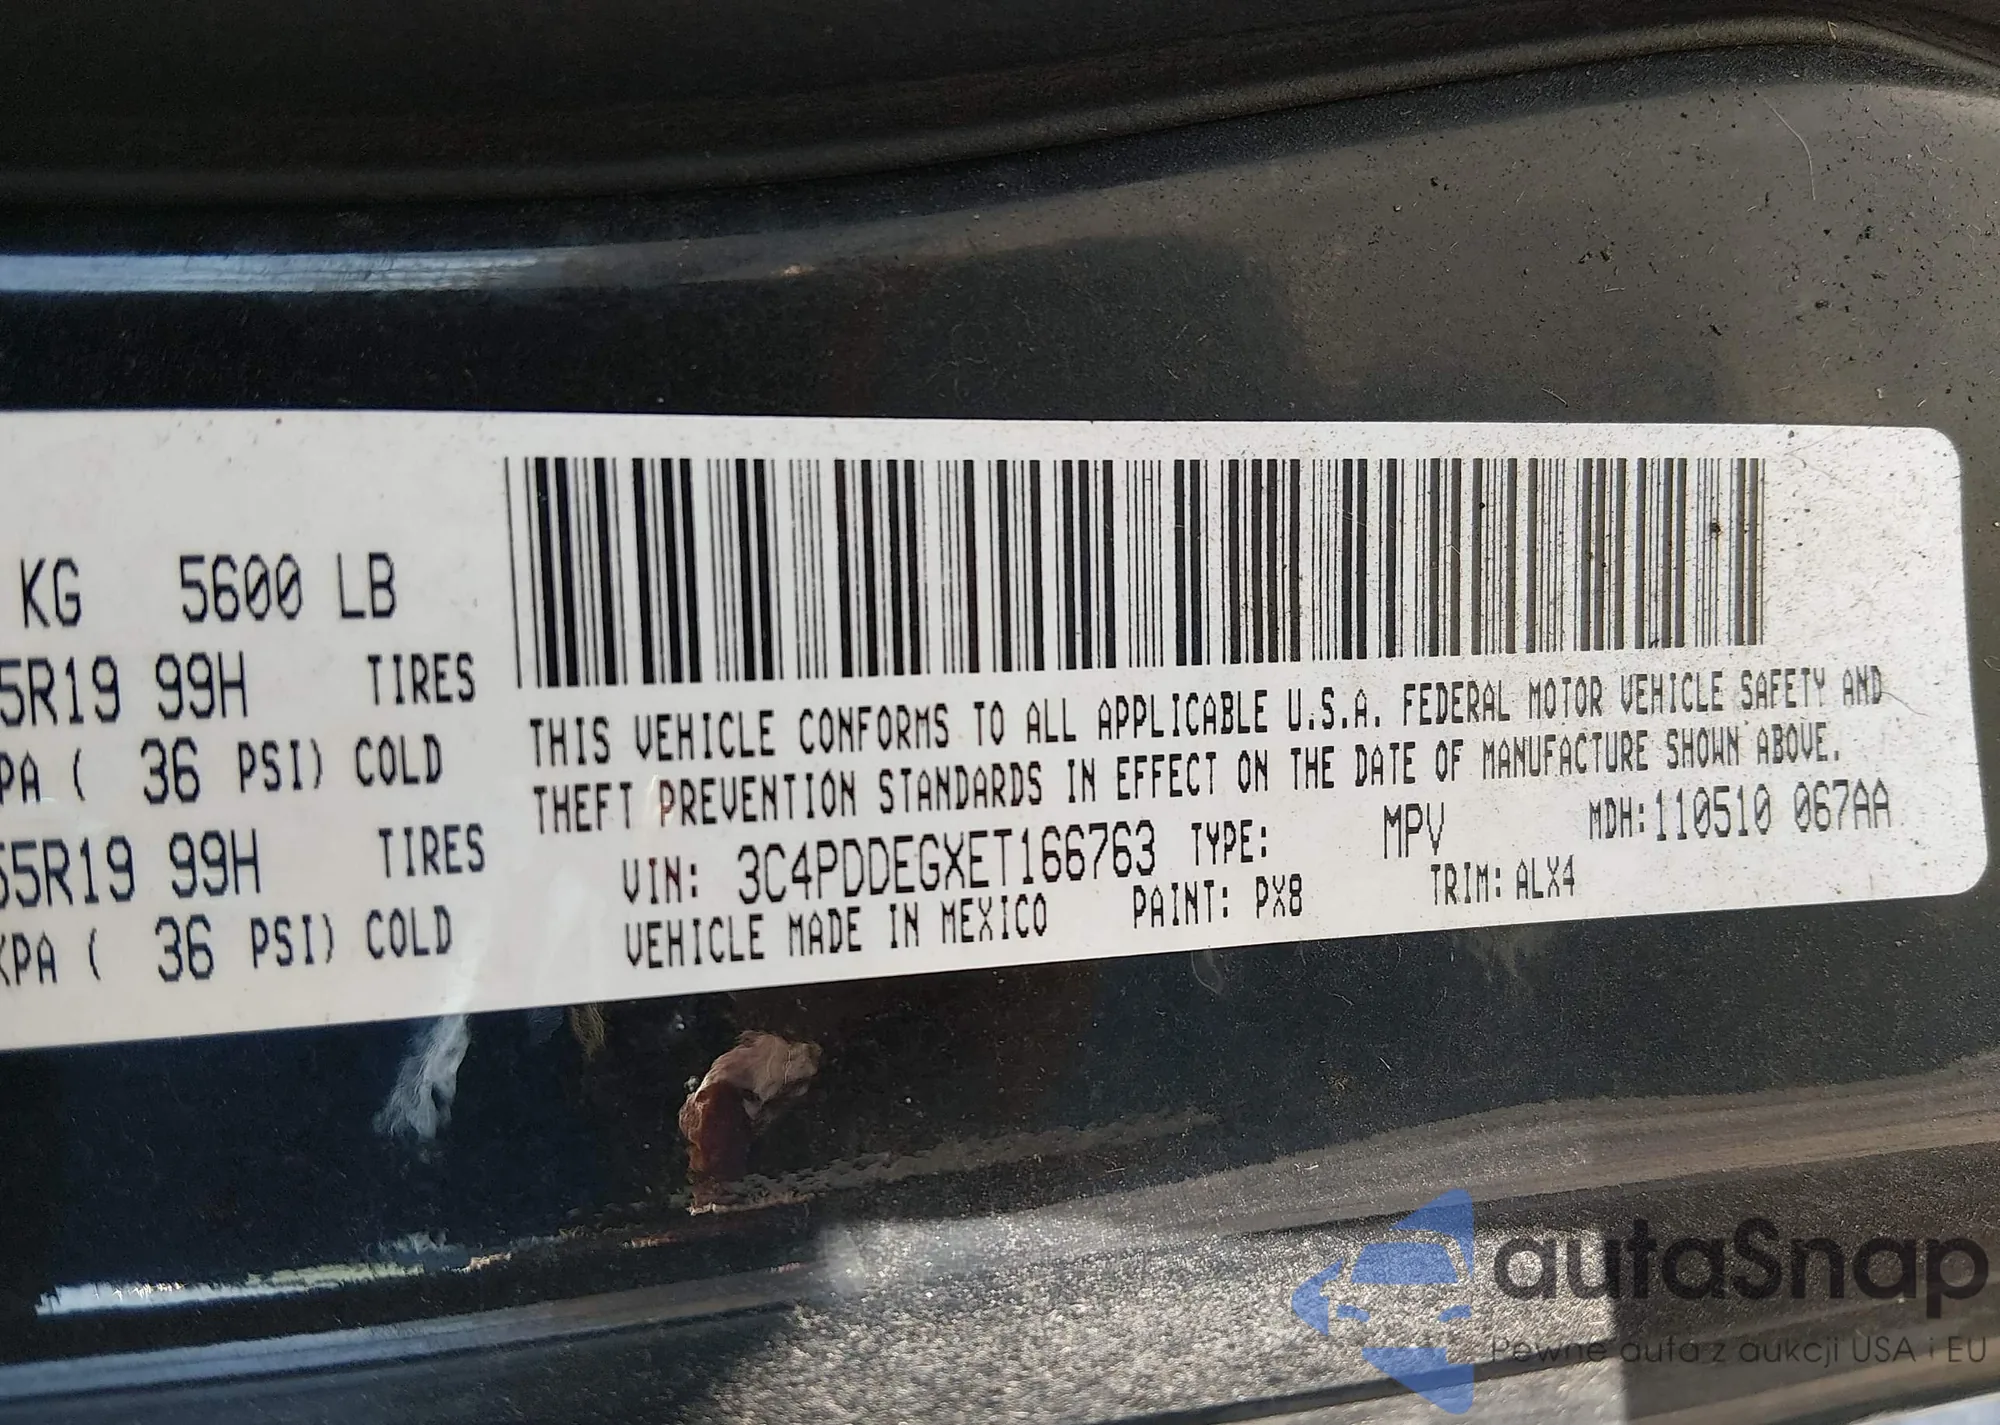 KG 5600 LB
5R19 99H TIRES
PA ( 36 PSI) COLD
55R19 99H TIRES
KPA ( 36 PSI) COLD
THIS VEHICLE CONFORMS TO ALL APPLICABLE U.S.A. FEDERAL MOTOR VEHICLE SAFETY AND
THEFT PREVENTION STANDARDS IN EFFECT ON THE DATE OF MANUFACTURE SHOWN ABOVE.
VIN: 3C4PDDEGXET166763 TYPE: MPV MDH:110510 067AA
VEHICLE MADE IN MEXICO PAINT: PX8 TRIM: ALX4
autaSnap
Pewne auta z aukcji USA i EU